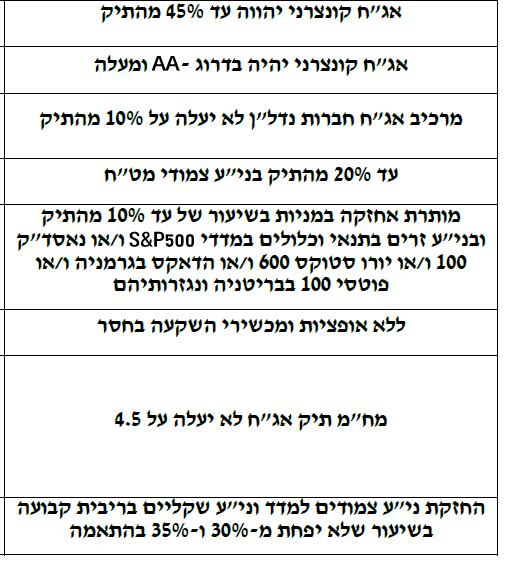 אג״ח קונצרני יהווה עד 45% מהתיק
אג״ח קונצרני יהיה בדרוג -AA ומעלה
מרכיב אג״ח חברות נדל״ן לא יעלה על 10% מהתיק
עד 20% מהתיק בני״ע צמודי מט״ח
מותרת אחזקה במניות בשיעור של עד 10% מהתיק
ובני״ע זרים בתנאי וכלולים במדדי S&P500 ו/או נאסד״ק
100 ו/או יורו סטוקס 600 ו/או הדאקס בגרמניה ו/או
פוטסי 100 בבריטניה ונגזרותיהם
ללא אופציות ומכשירי השקעה בחסר
מח״מ תיק אג״ח לא יעלה על 4.5
החזקת ני״ע צמודים למדד וני״ע שקליים בריבית קבועה
בשיעור שלא יפחת מ-30% ו-35% בהתאמה